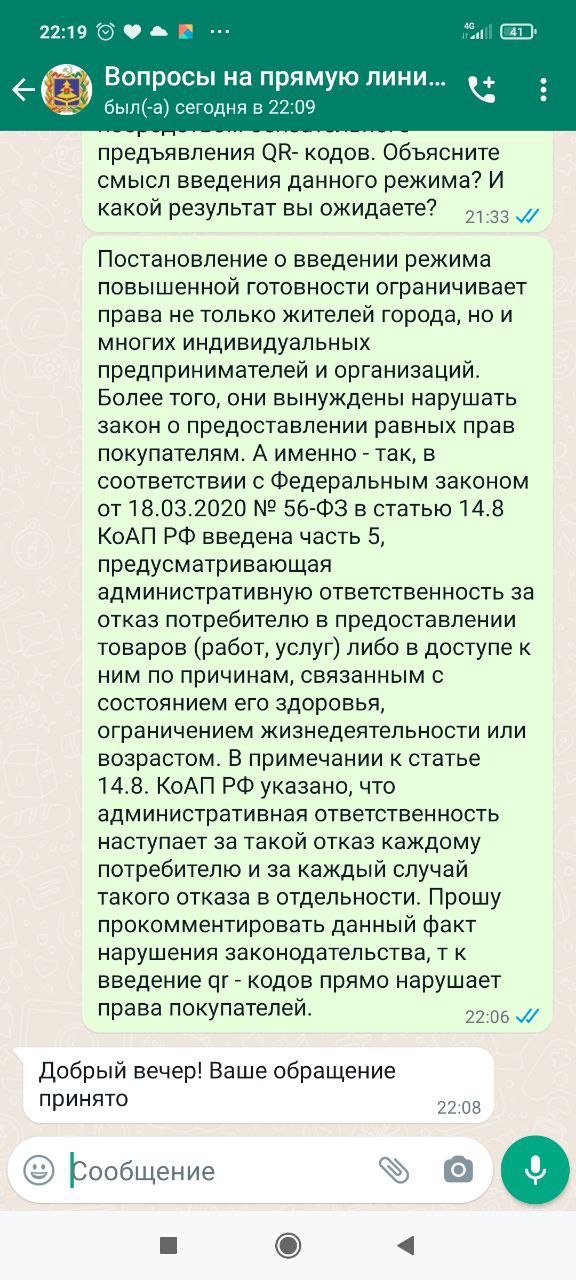 22:19
4G
41
Вопросы на прямую лини...
был(-а) сегодня в 22:09
предъявления QR- кодов. Объясните
смысл введения данного режима? И
какой результат вы ожидаете?
21:33
Постановление о введении режима
повышенной готовности ограничивает
права не только жителей города, но и
многих индивидуальных
предпринимателей и организаций.
Более того, они вынуждены нарушать
закон о предоставлении равных прав
покупателям. А именно - так, в
соответствии с Федеральным законом
от 18.03.2020 № 56-ФЗ в статью 14.8
КоАП РФ введена часть 5,
предусматривающая
административную ответственность за
отказ потребителю в предоставлении
товаров (работ, услуг) либо в доступе к
ним по причинам, связанным с
состоянием его здоровья,
ограничением жизнедеятельности или
возрастом. В примечании к статье
14.8. КоАП РФ указано, что
административная ответственность
наступает за такой отказ каждому
потребителю и за каждый случай
такого отказа в отдельности. Прошу
прокомментировать данный факт
нарушения законодательства, т к
введение qr - кодов прямо нарушает
права покупателей.
22:06
Добрый вечер! Ваше обращение
принято
22:08
Сообщение